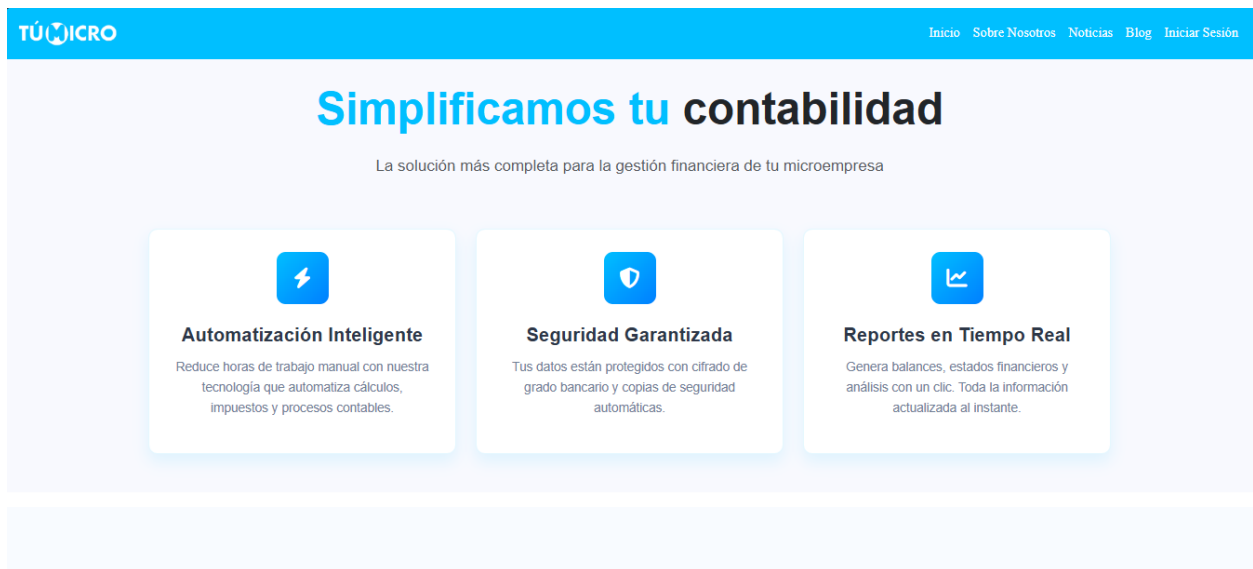 TÚMICRO
Inicio Sobre Nosotros Noticias Blog Iniciar Sesión
Simplificamos tu contabilidad
La solución más completa para la gestión financiera de tu microempresa
Automatización Inteligente
Reduce horas de trabajo manual con nuestra
tecnología que automatiza cálculos,
impuestos y procesos contables.
Seguridad Garantizada
Tus datos están protegidos con cifrado de
grado bancario y copias de seguridad
automáticas.
Reportes en Tiempo Real
Genera balances, estados financieros y
análisis con un clic. Toda la información
actualizada al instante.